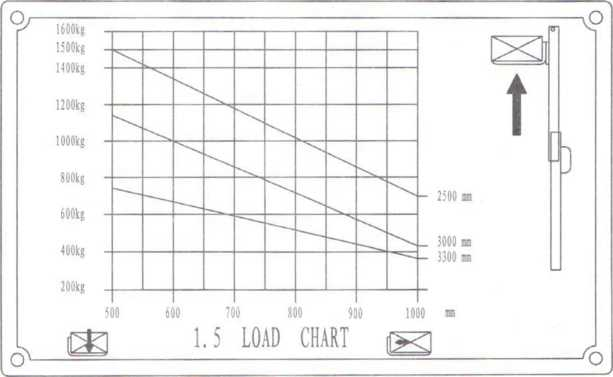 1600kg
1500kg
1400kg
1200kg
1000kg
800kg
600kg
400kg
200kg
2500 mm
3000 mm
3300 mm
500 600 700 800 900 1000 mm
1.5 LOAD CHART